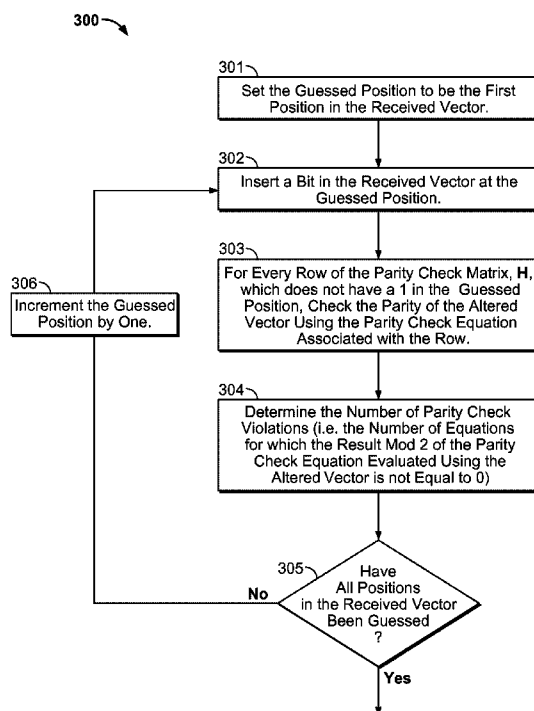 300
301
Set the Guessed Position to be the First
Position in the Received Vector.
302
Insert a Bit in the Received Vector at the
Guessed Position.
303
For Every Row of the Parity Check Matrix, H,
which does not have a 1 in the Guessed
Position, Check the Parity of the Altered
Vector Using the Parity Check Equation
Associated with the Row.
306
Increment the Guessed
Position by One.
304
Determine the Number of Parity Check
Violations (i.e. the Number of Equations
for which the Result Mod 2 of the Parity
Check Equation Evaluated Using the
Altered Vector is not Equal to 0)
305
Have
All Positions
in the Received Vector
Been Guessed
?
No
Yes